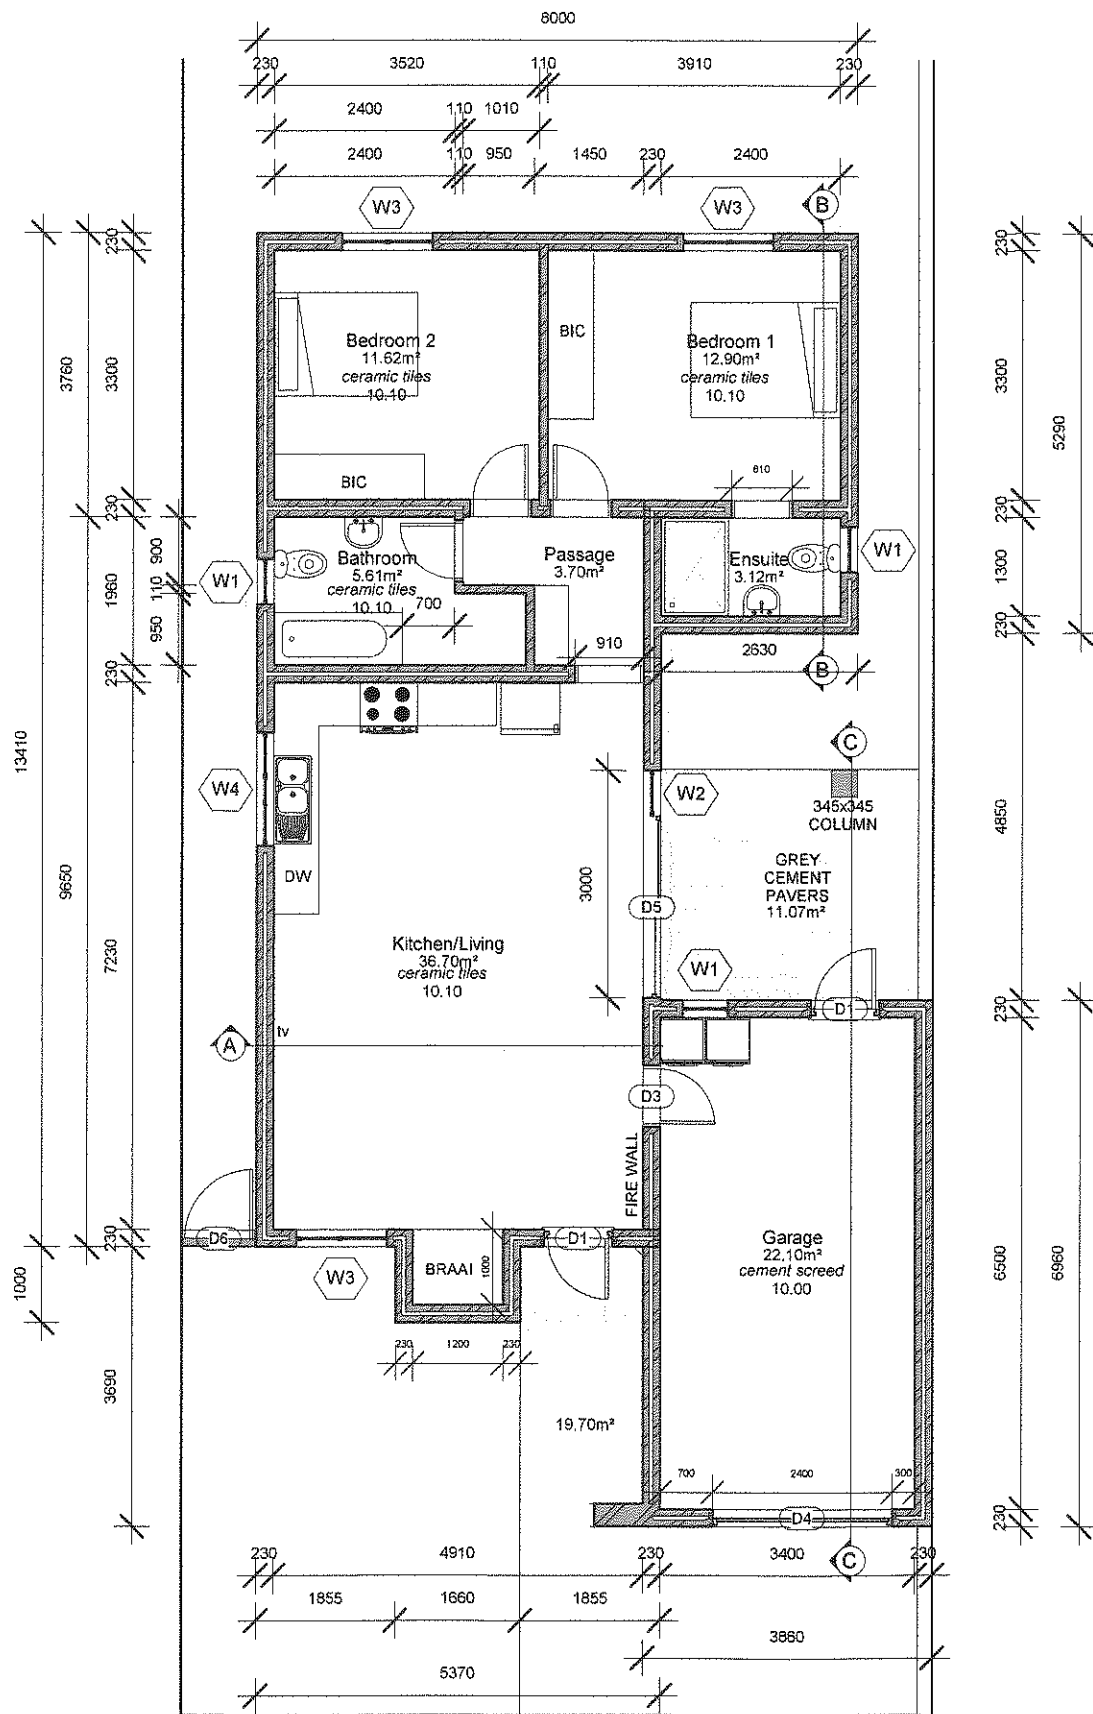 8000
230 3520 110 3910 230
2400 110 1010
2400 110 950 1450 230 2400
W3 W3 B
230 230 230
Bedroom 2
11.62m²
ceramic tiles
10.10
BIC
Bedroom 1
12.90m²
ceramic tiles
10.10
3760 3300 3300 5290
810
BIC
230 230
900 110 950
1960
W1
Bathroom
5.61m²
ceramic tiles
10.10
700
Passage
3.70m²
Ensuite
3.12m²
W1
1300
910
230 230
2630
B
C
13410
9650
7230
W4
DW
3000
W2
345x345
COLUMN
4850
GREY
CEMENT
PAVERS
11.07m²
D5
Kitchen/Living
36.70m²
ceramic tiles
10.10
W1
D1
230
A
tv
D3
FIRE WALL
230
D6
W3
BRAAI
1000
D1
Garage
22.10m²
cement screed
10.00
6500 6960
1000
230 1200 230
3690
19.70m²
700 2400 300
D4
230
230 4910 230 3400 C 230
1855 1660 1855
3860
5370